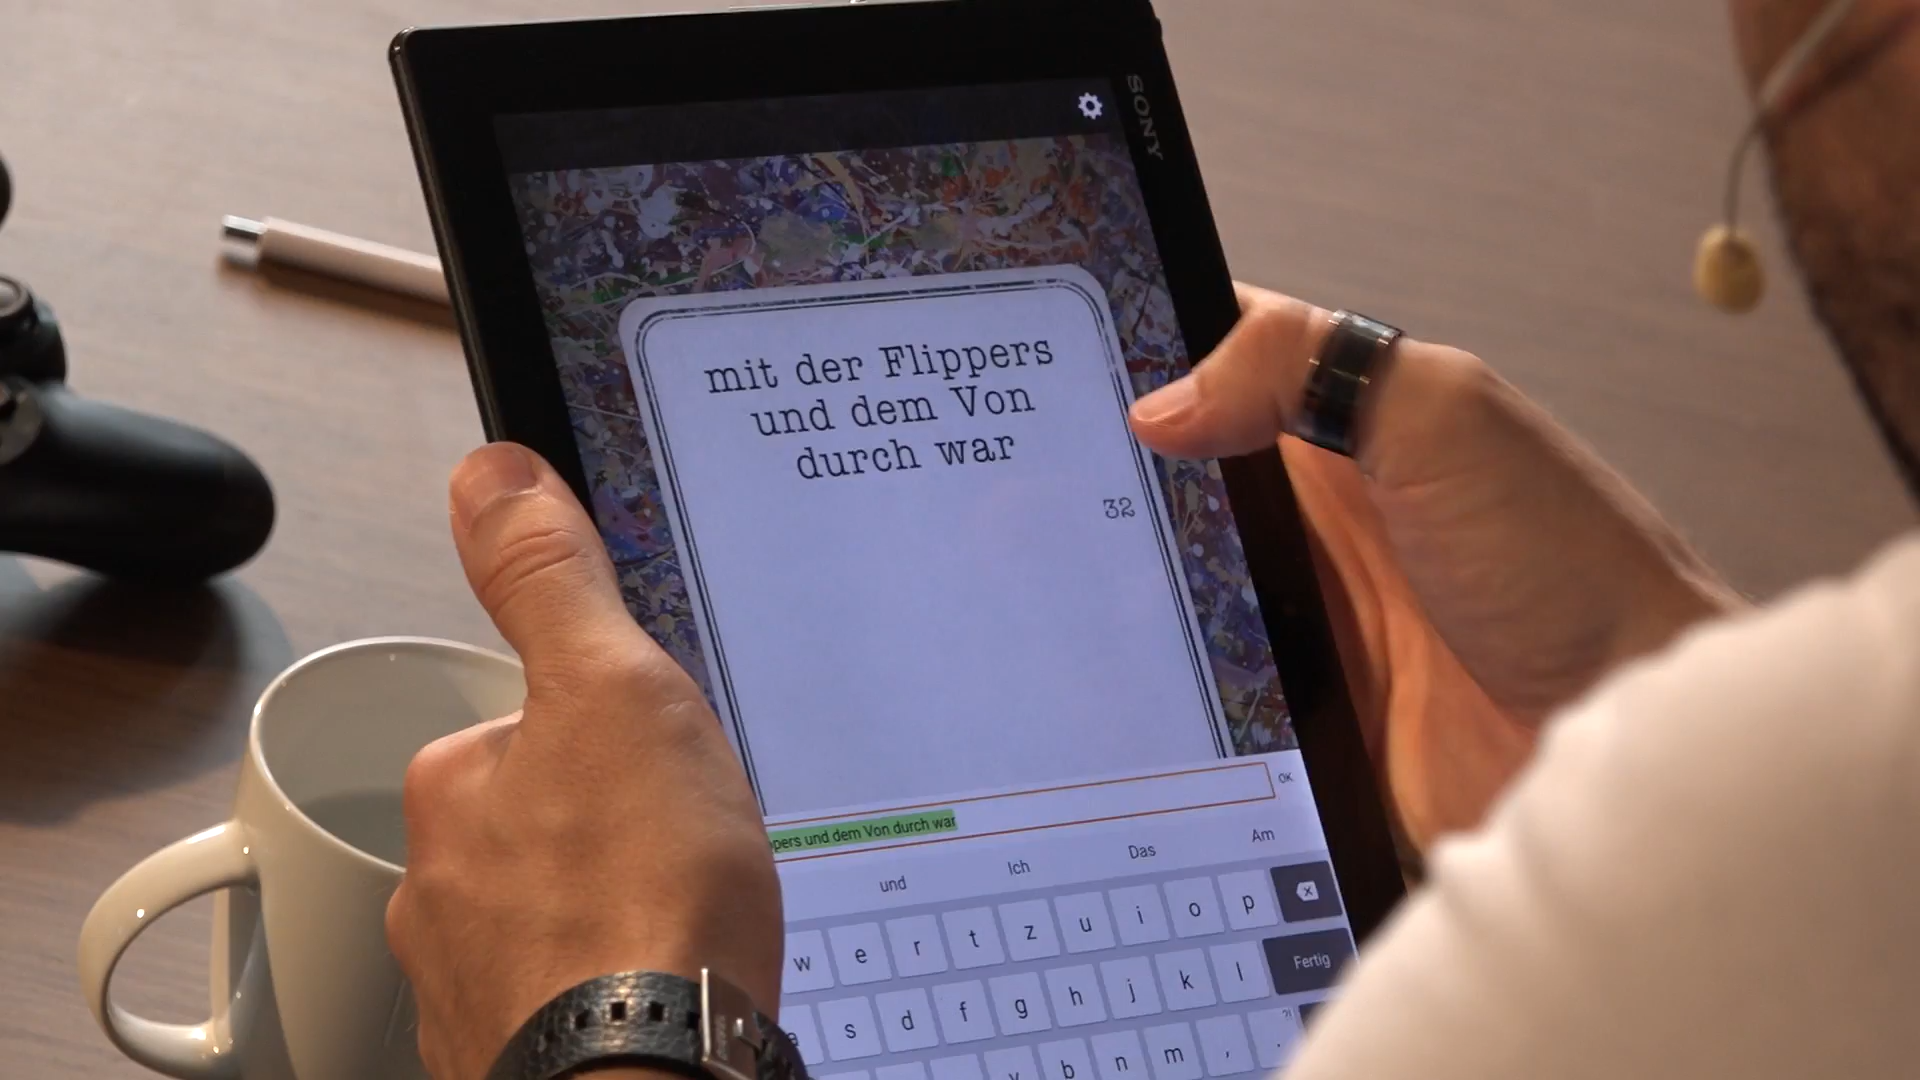 SONY
mit der Flippers
und dem Von
durch war
32
OK
pers und dem Von durch war
und Ich Das Am
w e r t z u i o p
Fertig
a s d f g h j k l
v b n m , .
?!